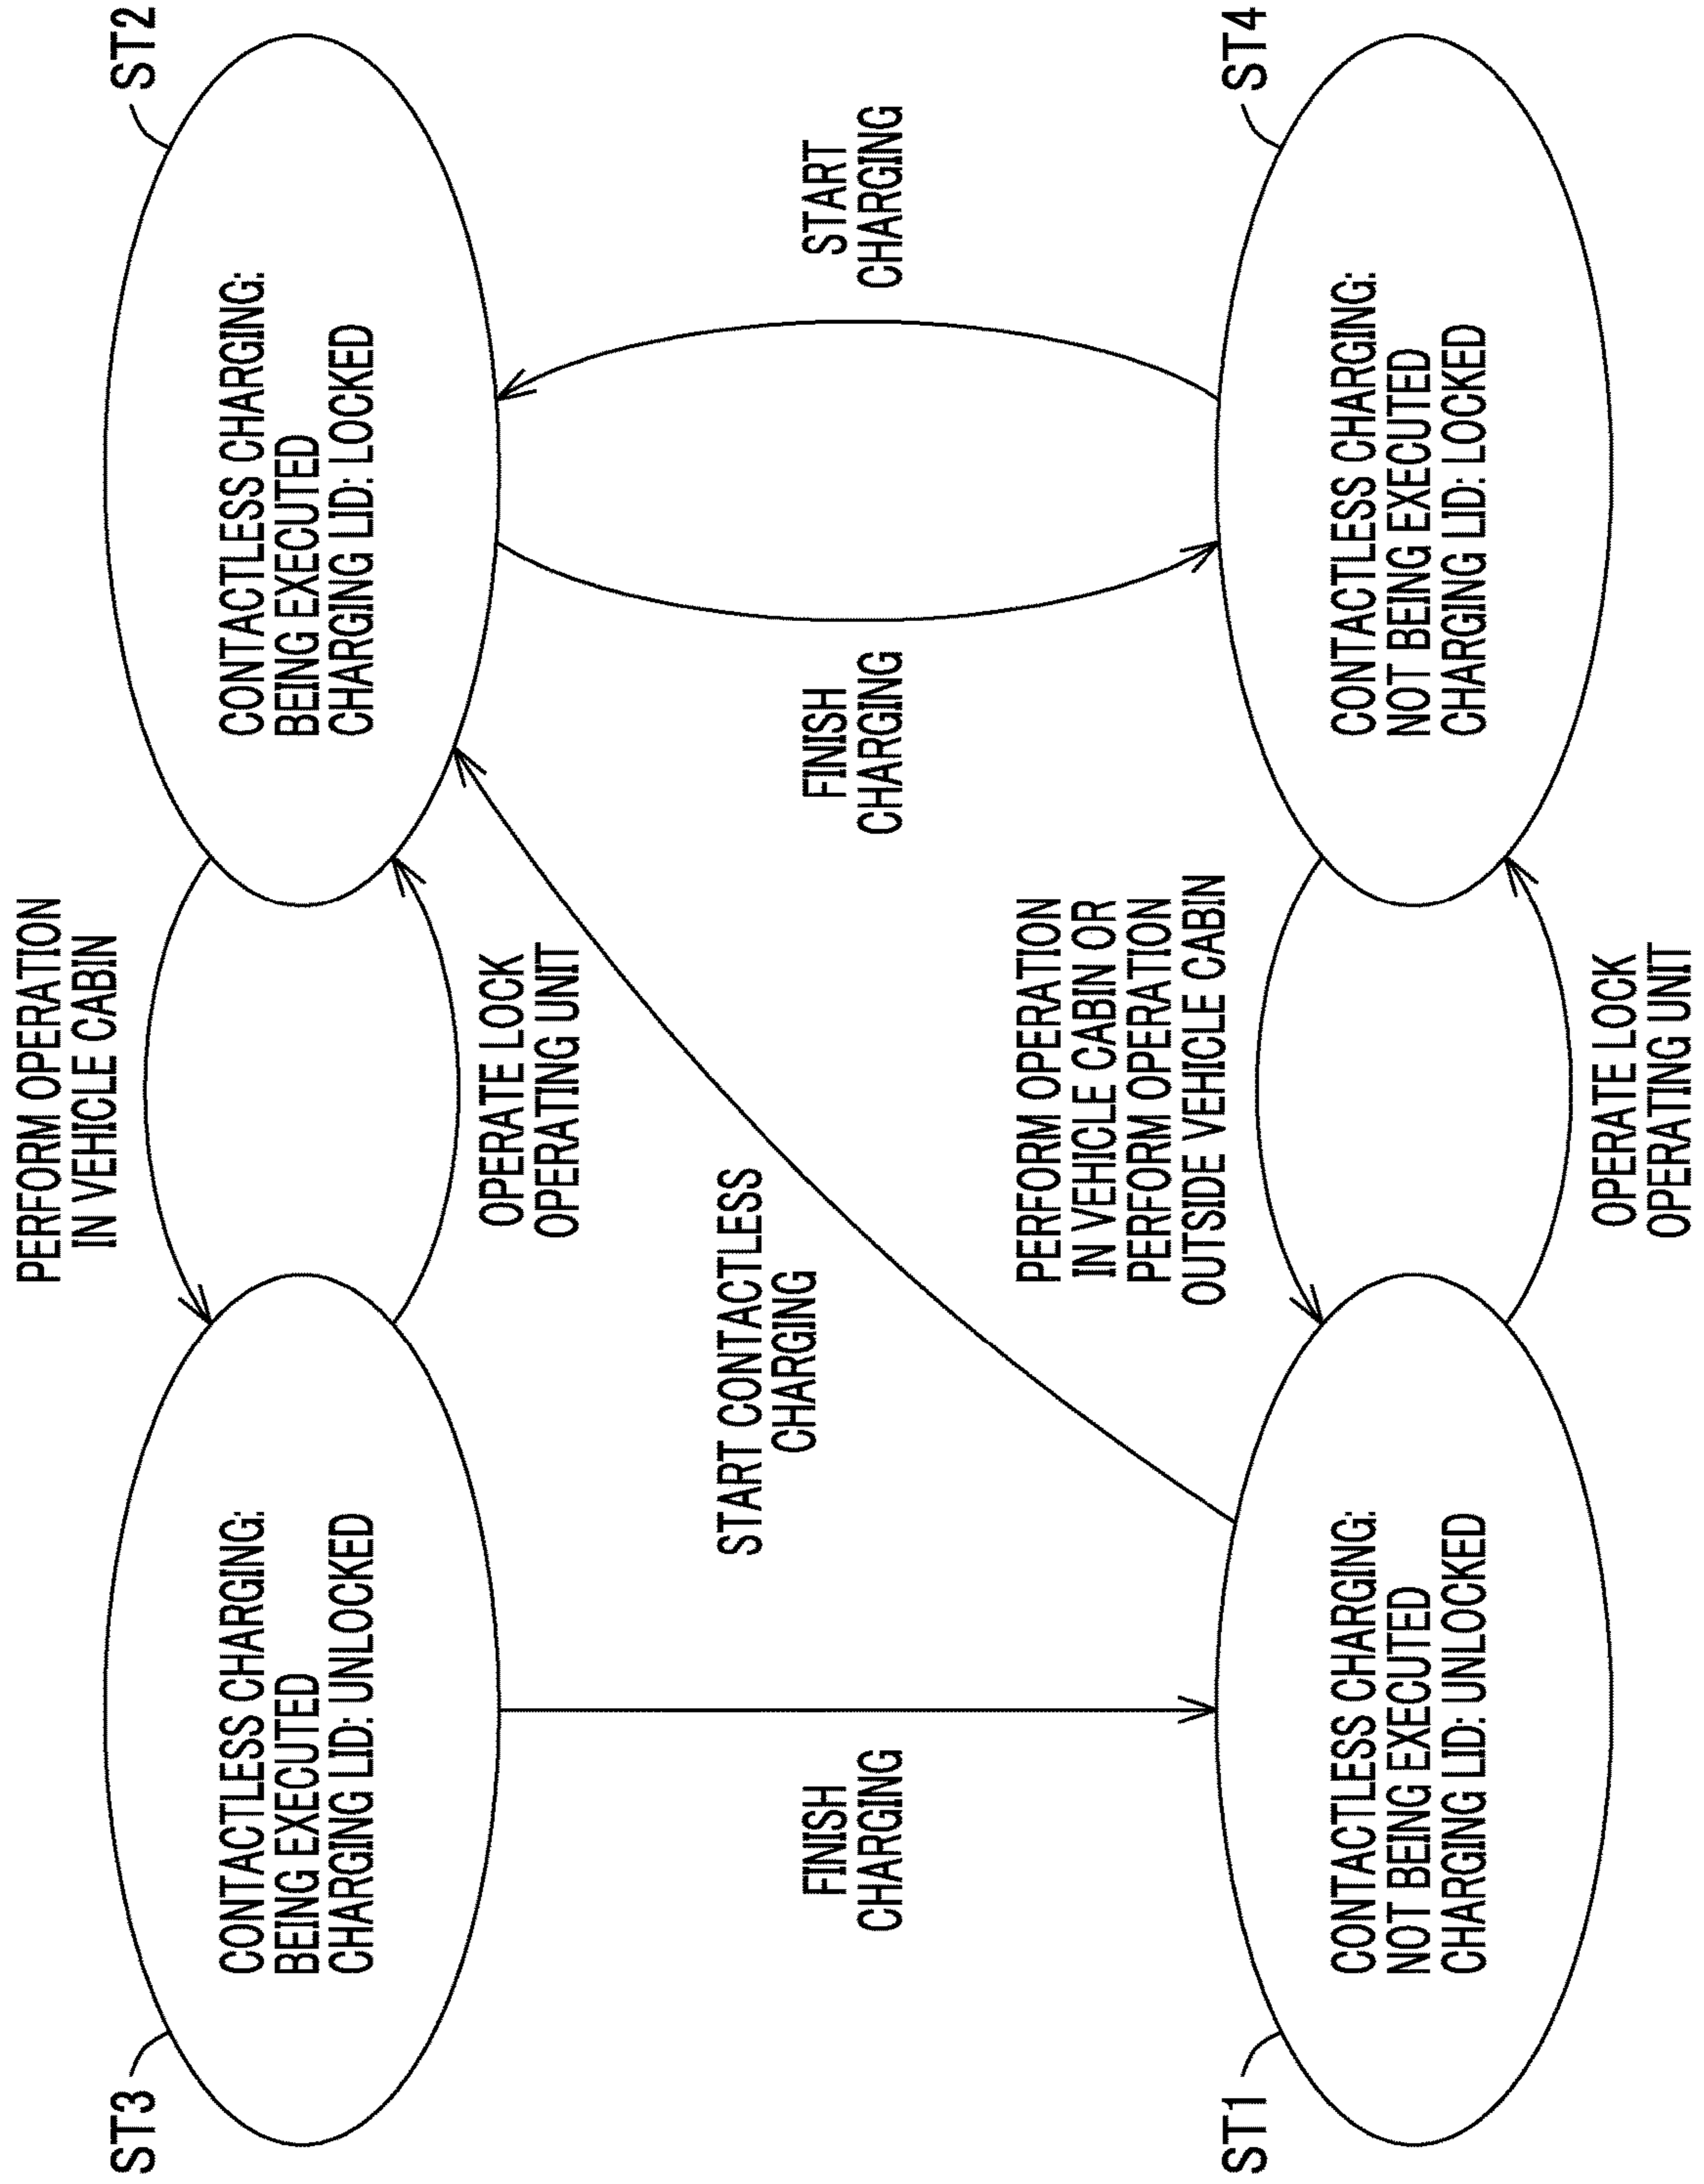 ST3
CONTACTLESS CHARGING:
BEING EXECUTED
CHARGING LID: UNLOCKED
PERFORM OPERATION
IN VEHICLE CABIN
OPERATE LOCK
OPERATING UNIT
ST2
CONTACTLESS CHARGING:
BEING EXECUTED
CHARGING LID: LOCKED
FINISH
CHARGING
START CONTACTLESS
CHARGING
FINISH
CHARGING
START
CHARGING
ST1
CONTACTLESS CHARGING:
NOT BEING EXECUTED
CHARGING LID: UNLOCKED
PERFORM OPERATION
IN VEHICLE CABIN OR
PERFORM OPERATION
OUTSIDE VEHICLE CABIN
OPERATE LOCK
OPERATING UNIT
ST4
CONTACTLESS CHARGING:
NOT BEING EXECUTED
CHARGING LID: LOCKED